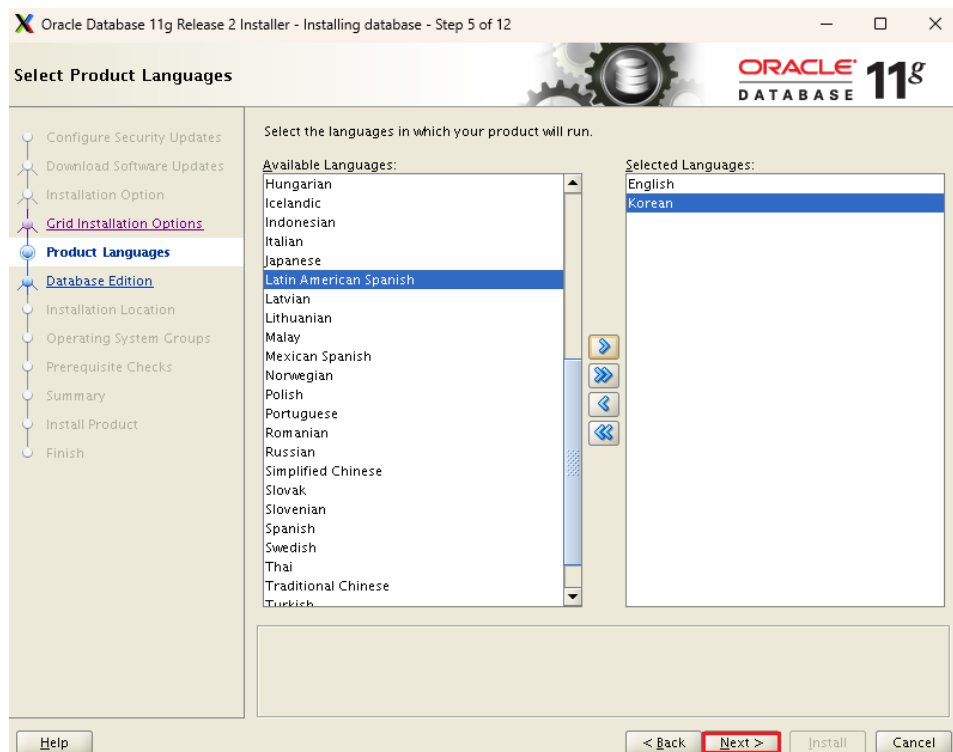 Oracle Database 11g Release 2 Installer - Installing database - Step 5 of 12
Select Product Languages
ORACLE DATABASE 11g
Configure Security Updates
Download Software Updates
Installation Option
Grid Installation Options
Product Languages
Database Edition
Installation Location
Operating System Groups
Prerequisite Checks
Summary
Install Product
Finish
Select the languages in which your product will run.
Available Languages:
Hungarian
Icelandic
Indonesian
Italian
Japanese
Latin American Spanish
Latvian
Lithuanian
Malay
Mexican Spanish
Norwegian
Polish
Portuguese
Romanian
Russian
Simplified Chinese
Slovak
Slovenian
Spanish
Swedish
Thai
Traditional Chinese
Turkish
Selected Languages:
English
Korean
Help
< Back
Next >
Install
Cancel